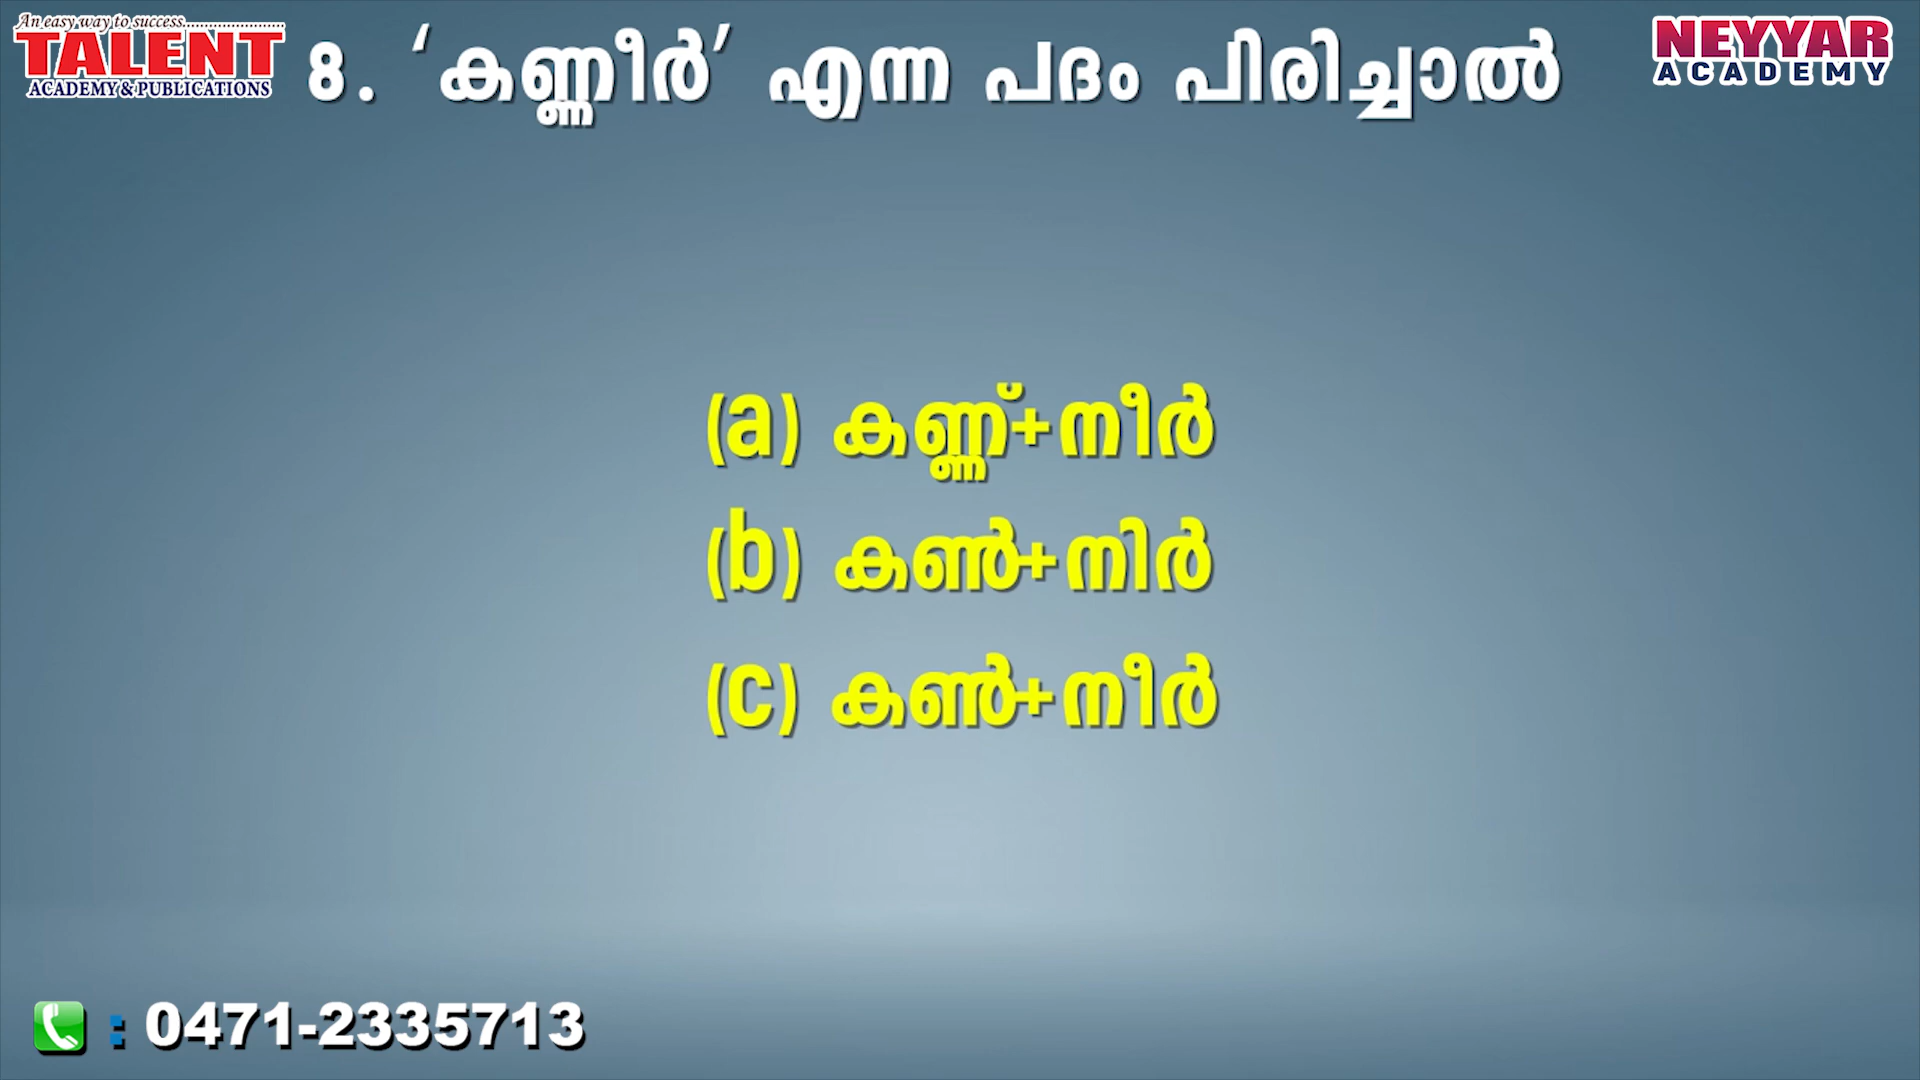 An easy way to success........................
TALENT
ACADEMY & PUBLICATIONS
8. ‘കണ്ണീർ’ എന്ന പദം പിരിച്ചാൽ
NEYYAR
ACADEMY
(a) കണ്ണ്+നീർ
(b) കൺ+നിർ
(c) കൺ+നീർ
: 0471-2335713